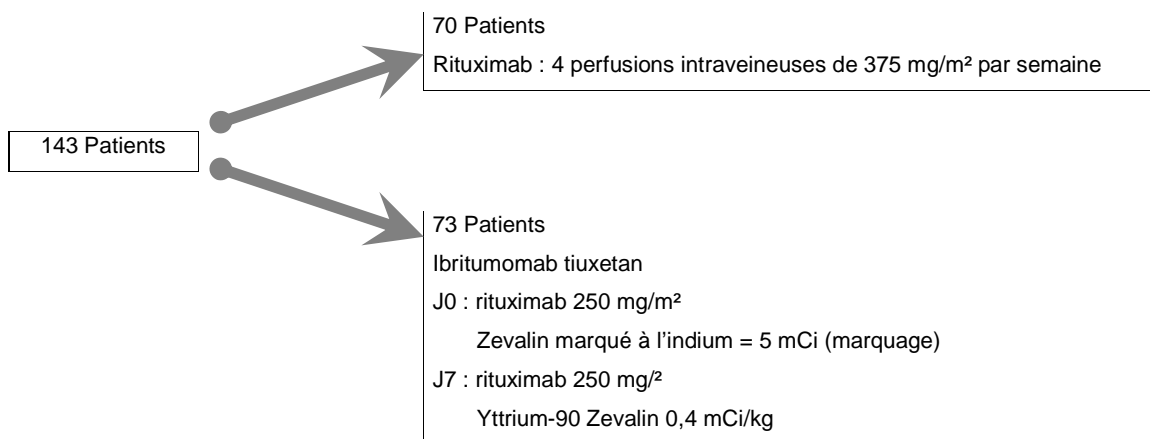 70 Patients
Rituximab : 4 perfusions intraveineuses de 375 mg/m² par semaine
143 Patients
73 Patients
Ibritumomab tiuxetan
J0 : rituximab 250 mg/m²
Zevalin marqué à l'indium = 5 mCi (marquage)
J7 : rituximab 250 mg/²
Yttrium-90 Zevalin 0,4 mCi/kg